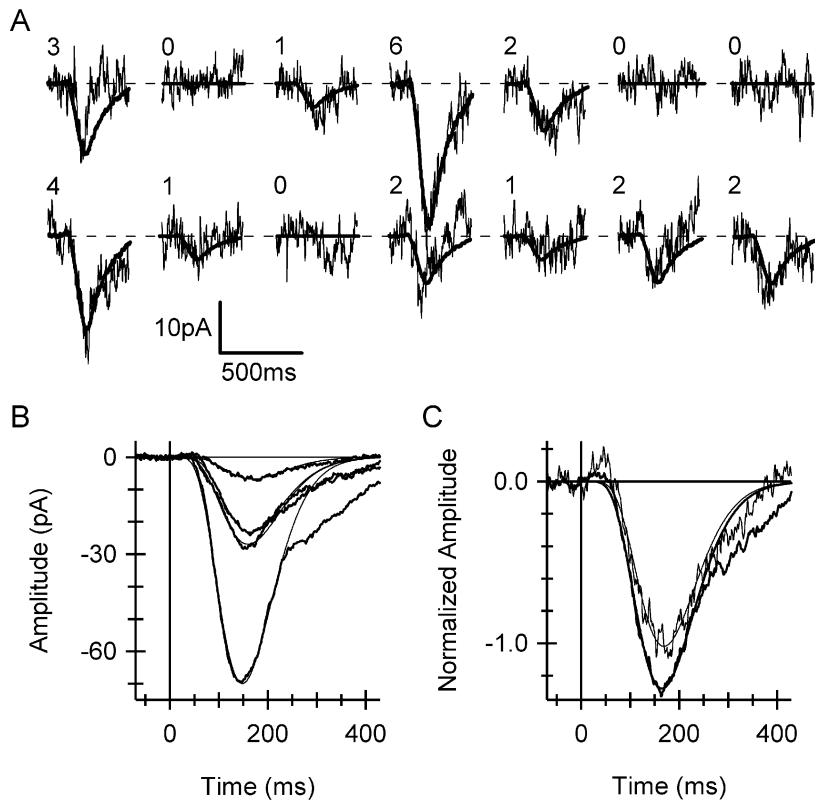 A
3 0 1 6 2 0 0
4 1 0 2 1 2 2
10pA
500ms
B
0
-30
-60
Amplitude (pA)
0 200 400
Time (ms)
C
0.0
-1.0
Normalized Amplitude
0 200 400
Time (ms)